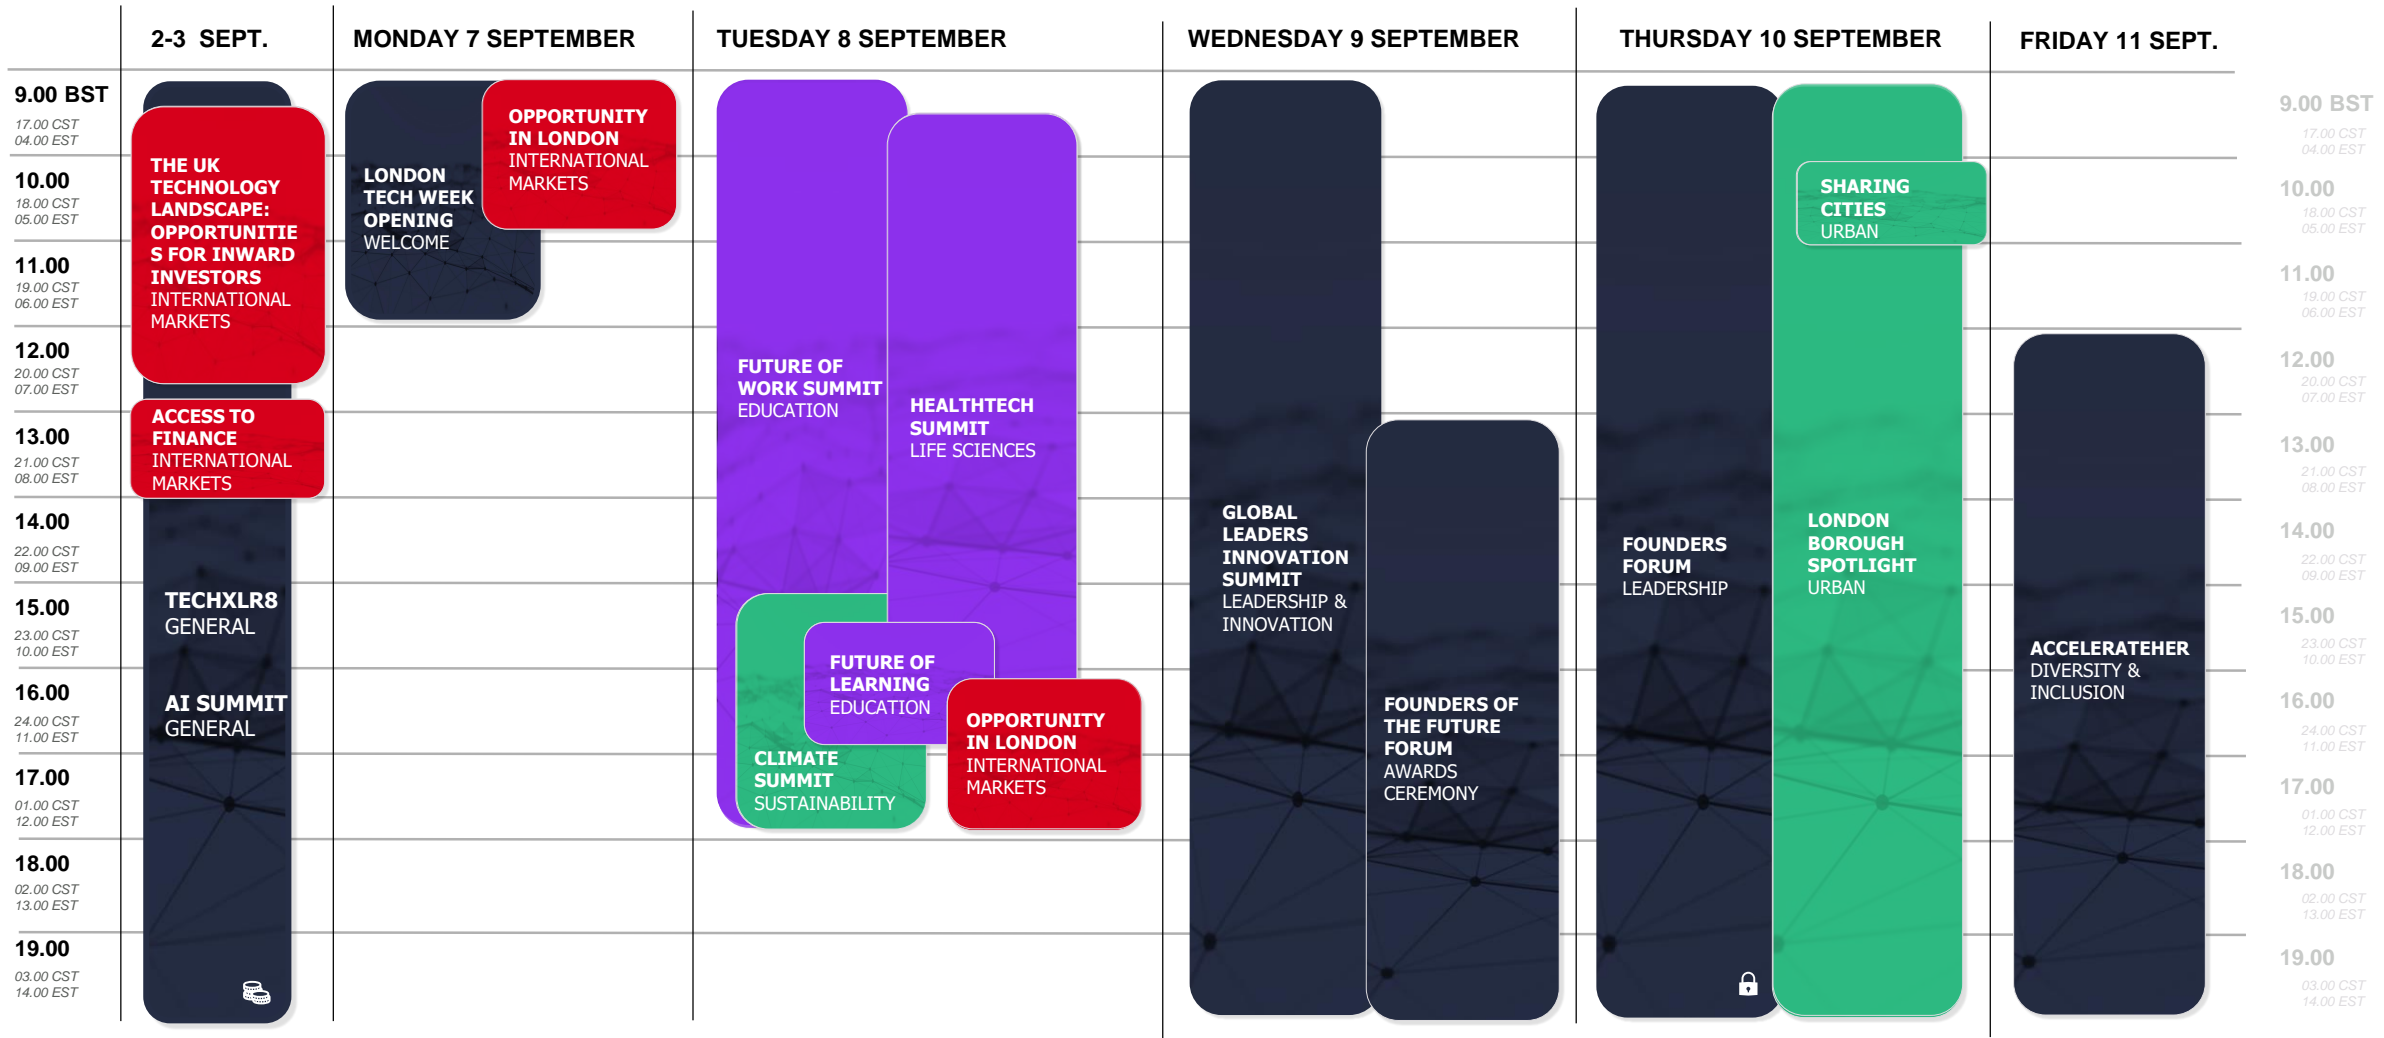 2-3 SEPT.
MONDAY 7 SEPTEMBER
TUESDAY 8 SEPTEMBER
WEDNESDAY 9 SEPTEMBER
THURSDAY 10 SEPTEMBER
FRIDAY 11 SEPT.
9.00 BST
17.00 CST
04.00 EST
10.00
18.00 CST
05.00 EST
11.00
19.00 CST
06.00 EST
12.00
20.00 CST
07.00 EST
13.00
21.00 CST
08.00 EST
14.00
22.00 CST
09.00 EST
15.00
23.00 CST
10.00 EST
16.00
24.00 CST
11.00 EST
17.00
01.00 CST
12.00 EST
18.00
02.00 CST
13.00 EST
19.00
03.00 CST
14.00 EST
THE UK
TECHNOLOGY
LANDSCAPE:
OPPORTUNITIE
S FOR INWARD
INVESTORS
INTERNATIONAL
MARKETS
ACCESS TO
FINANCE
INTERNATIONAL
MARKETS
TECHXLR8
GENERAL
AI SUMMIT
GENERAL
LONDON
TECH WEEK
OPENING
WELCOME
OPPORTUNITY
IN LONDON
INTERNATIONAL
MARKETS
FUTURE OF
WORK SUMMIT
EDUCATION
HEALTHTECH
SUMMIT
LIFE SCIENCES
FUTURE OF
LEARNING
EDUCATION
CLIMATE
SUMMIT
SUSTAINABILITY
OPPORTUNITY
IN LONDON
INTERNATIONAL
MARKETS
GLOBAL
LEADERS
INNOVATION
SUMMIT
LEADERSHIP &
INNOVATION
FOUNDERS OF
THE FUTURE
FORUM
AWARDS
CEREMONY
FOUNDERS
FORUM
LEADERSHIP
SHARING
CITIES
URBAN
LONDON
BOROUGH
SPOTLIGHT
URBAN
ACCELERATEHER
DIVERSITY &
INCLUSION
9.00 BST
17.00 CST
04.00 EST
10.00
18.00 CST
05.00 EST
11.00
19.00 CST
06.00 EST
12.00
20.00 CST
07.00 EST
13.00
21.00 CST
08.00 EST
14.00
22.00 CST
09.00 EST
15.00
23.00 CST
10.00 EST
16.00
24.00 CST
11.00 EST
17.00
01.00 CST
12.00 EST
18.00
02.00 CST
13.00 EST
19.00
03.00 CST
14.00 EST